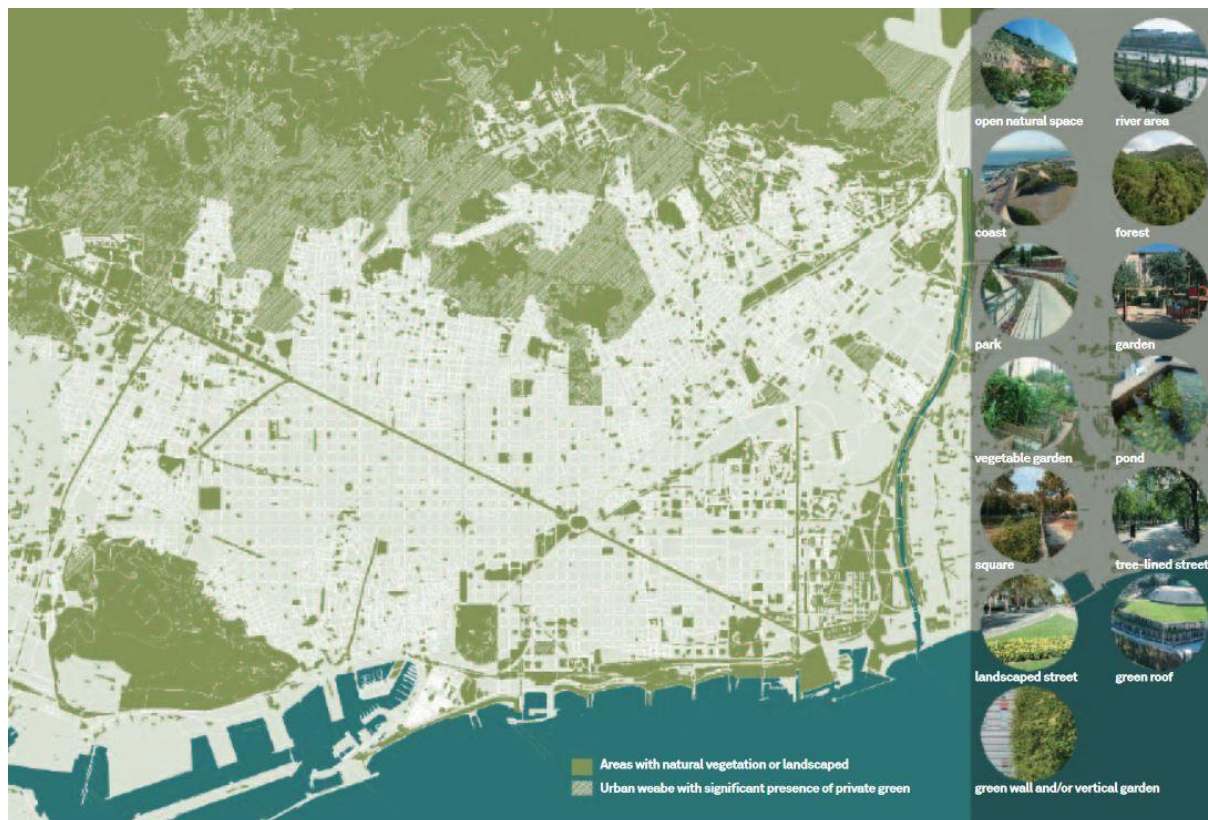 open natural space
river area
coast
forest
park
garden
vegetable garden
pond
square
tree-lined street
landscaped street
green roof
green wall and/or vertical garden
Areas with natural vegetation or landscaped
Urban weabe with significant presence of private green